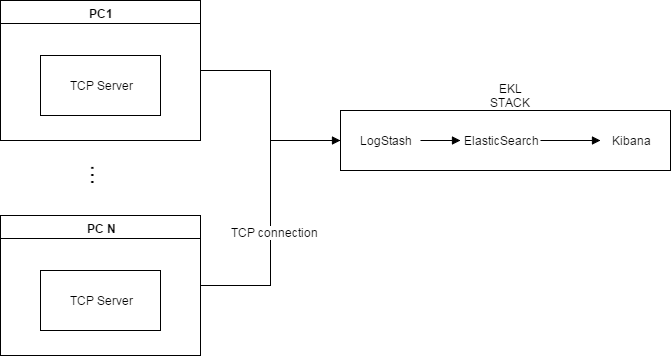 PC1
TCP Server
EKL
STACK
LogStash
ElasticSearch
Kibana
...
PC N
TCP connection
TCP Server